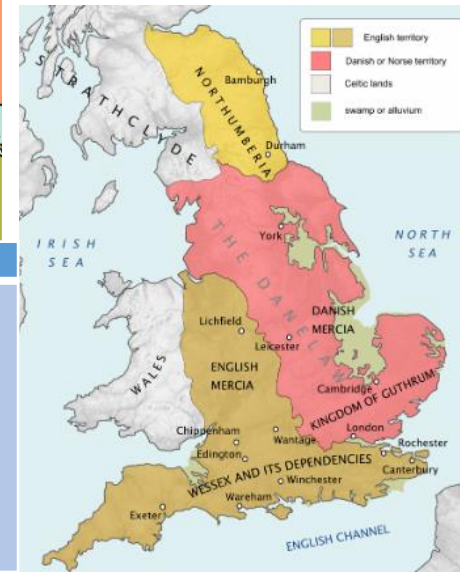 English territory
Danish or Norse territory
Celtic lands
swamp or alluvium
STRATHCLYDE
NORTHUMBERIA
Bamburgh
Durham
IRISH
SEA
NORTH
SEA
THE DANELAW
York
DANISH
MERCIA
Lichfield
Leicester
ENGLISH
MERCIA
WALES
Cambridge
KINGDOM OF GUTHRUM
Chippenham
Wantage
London
Edington
Rochester
WESSEX AND ITS DEPENDENCIES
Canterbury
Winchester
Wareham
Exeter
ENGLISH CHANNEL